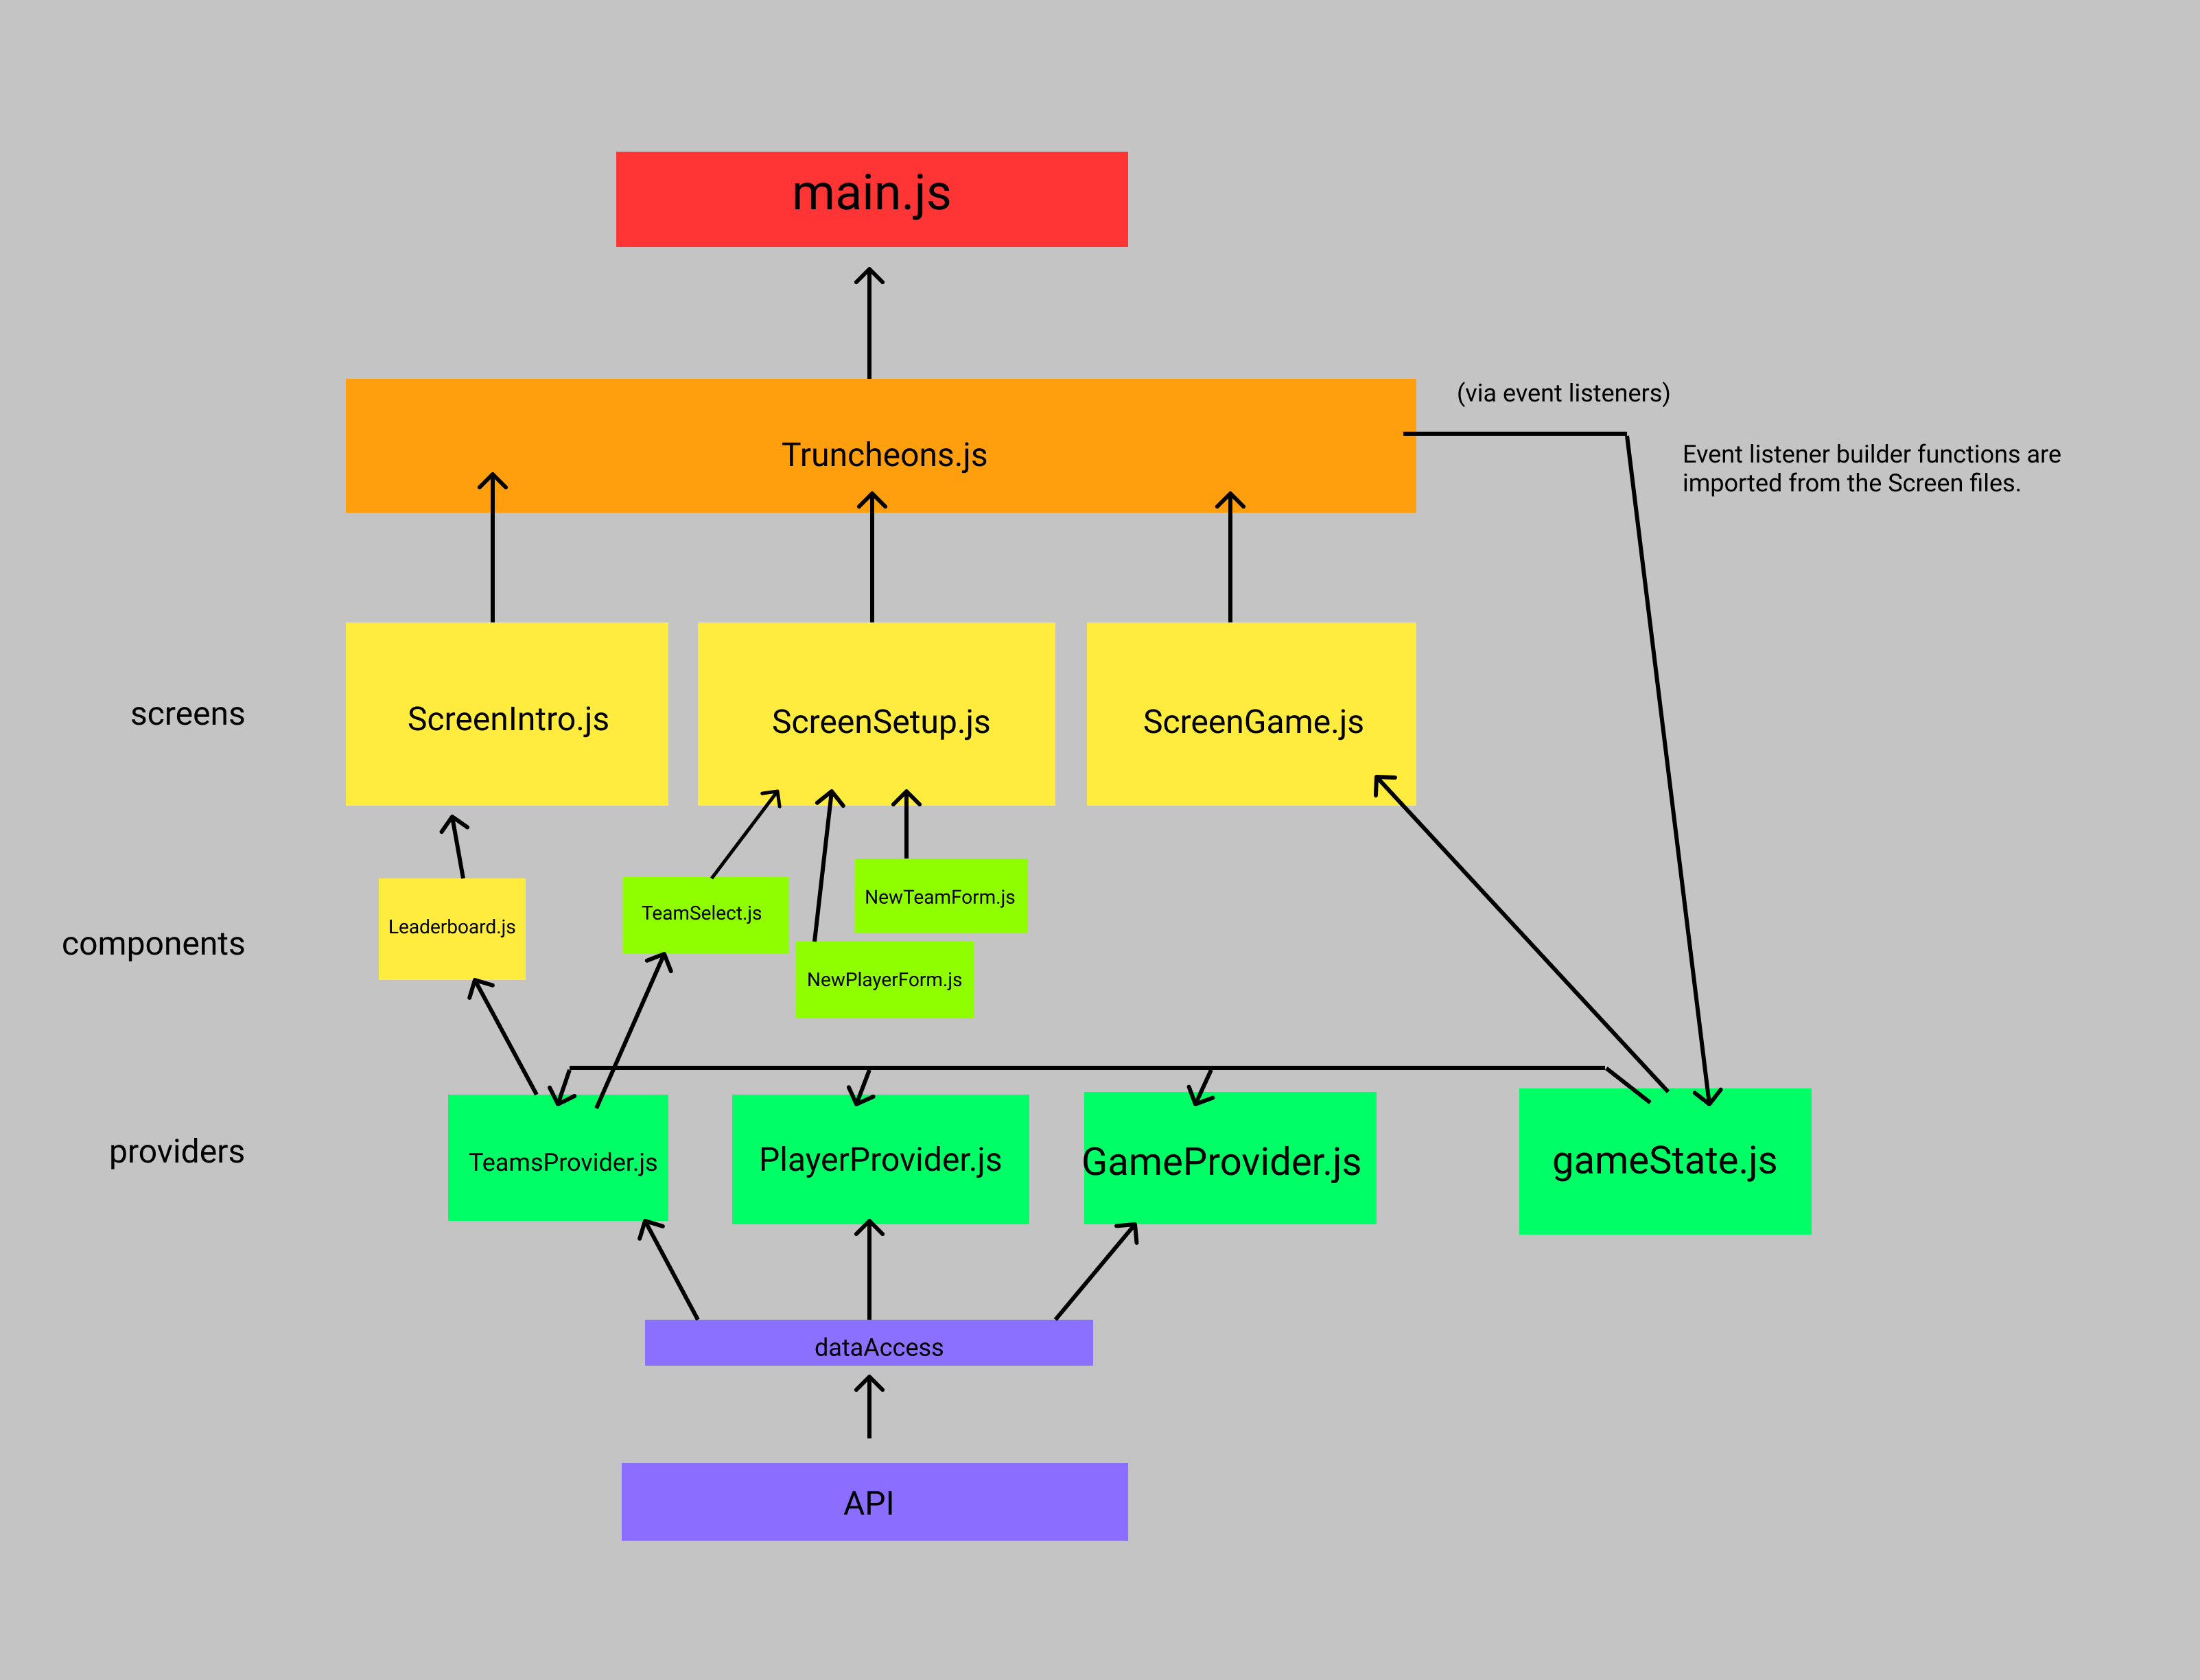 main.js
(via event listeners)
Truncheons.js
Event listener builder functions are
imported from the Screen files.
screens
ScreenIntro.js
ScreenSetup.js
ScreenGame.js
components
Leaderboard.js
TeamSelect.js
NewTeamForm.js
NewPlayerForm.js
providers
TeamsProvider.js
PlayerProvider.js
GameProvider.js
gameState.js
dataAccess
API